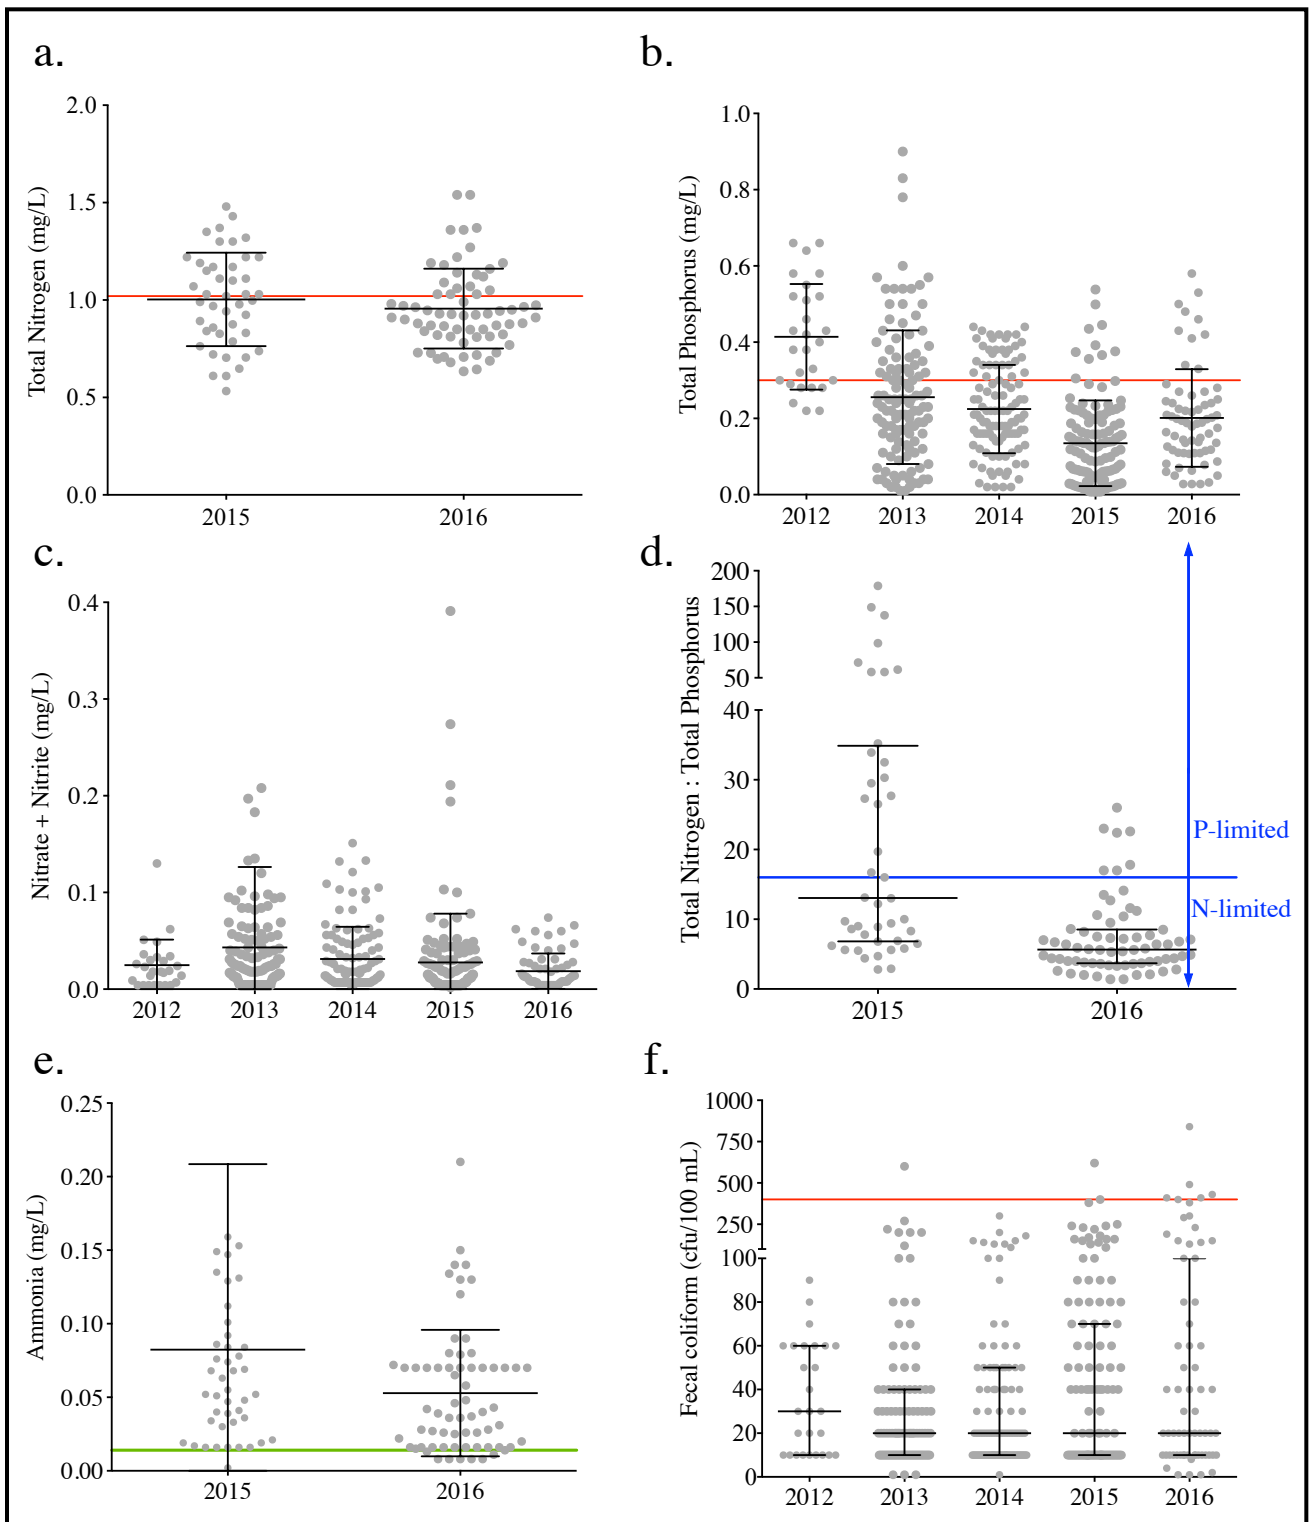 a.
Total Nitrogen (mg/L)
2.0
1.5
1.0
0.5
0.0
2015 2016
b.
Total Phosphorus (mg/L)
1.0
0.8
0.6
0.4
0.2
0.0
2012 2013 2014 2015 2016
c.
Nitrate + Nitrite (mg/L)
0.4
0.3
0.2
0.1
0.0
2012 2013 2014 2015 2016
d.
Total Nitrogen : Total Phosphorus
200
150
100
50
40
30
20
10
0
P-limited
N-limited
2015 2016
e.
Ammonia (mg/L)
0.25
0.20
0.15
0.10
0.05
0.00
2015 2016
f.
Fecal coliform (cfu/100 mL)
1000
750
500
250
100
80
60
40
20
0
2012 2013 2014 2015 2016